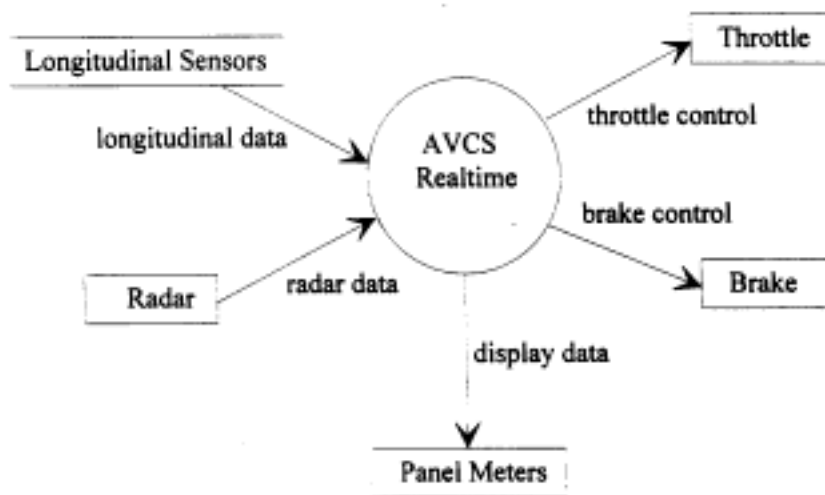 Longitudinal Sensors
longitudinal data
AVCS
Realtime
Throttle
throttle control
brake control
Radar
radar data
Brake
display data
Panel Meters